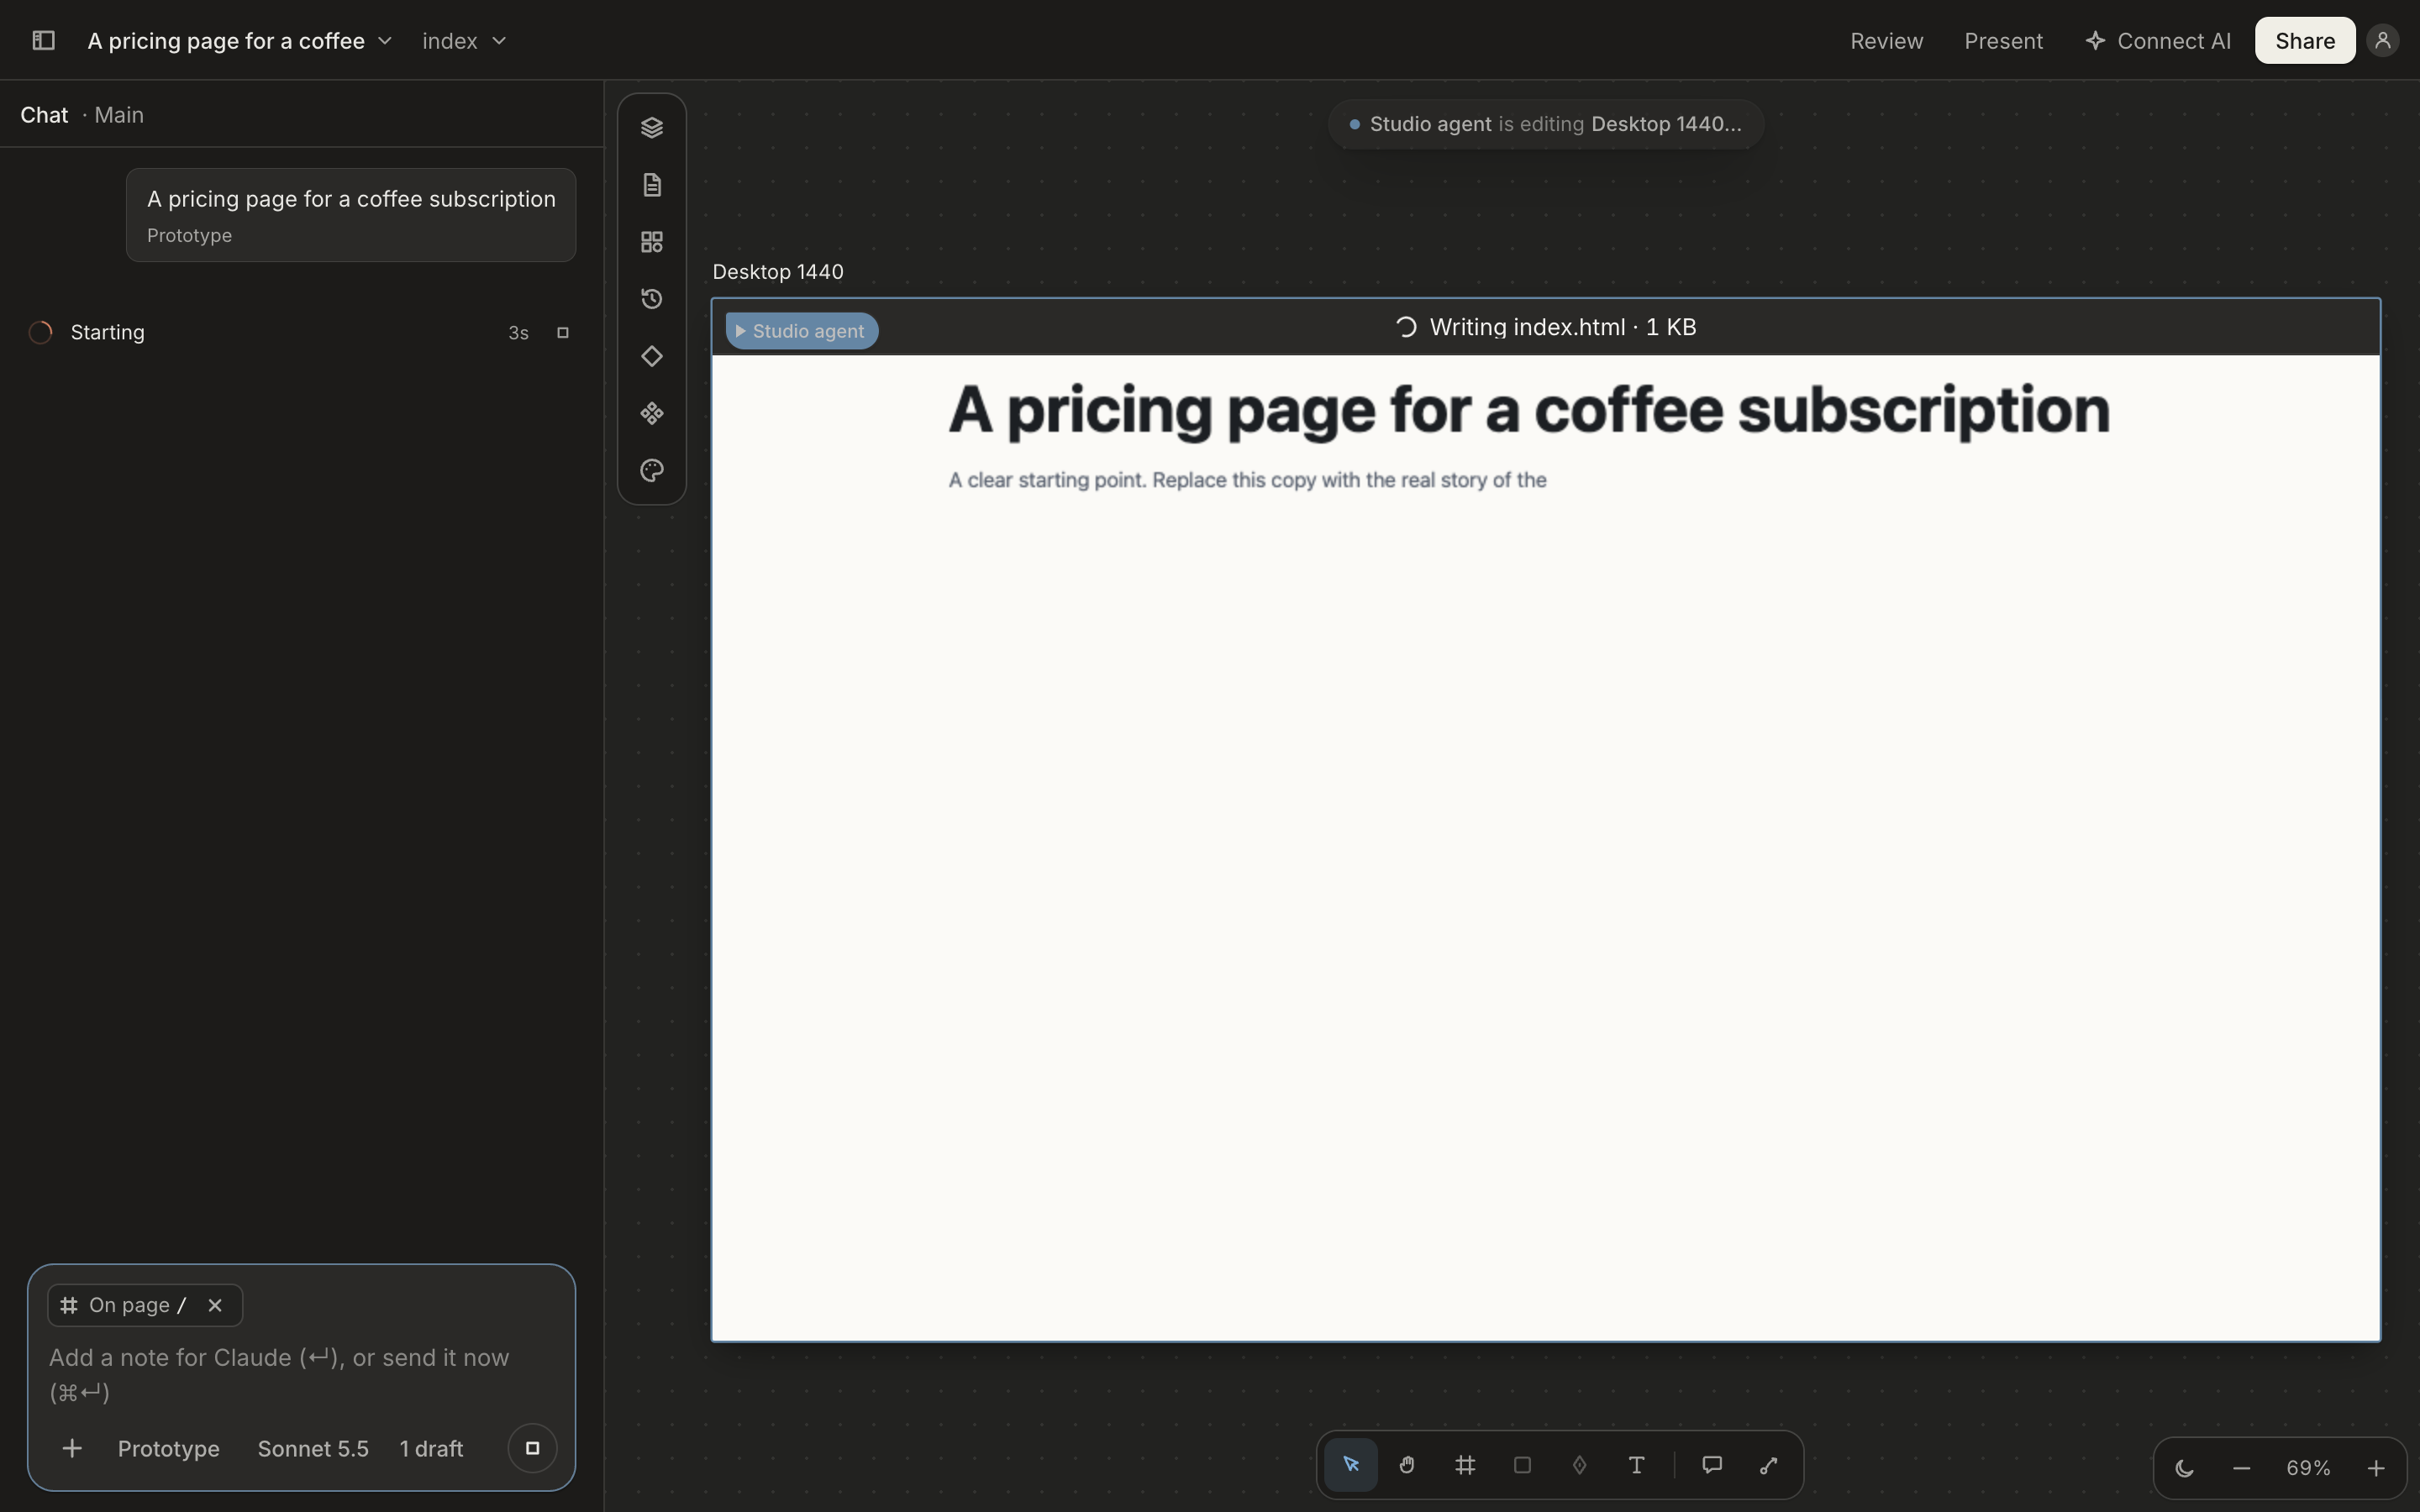 A pricing page for a coffee
index
Review
Present
Connect AI
Share
Chat · Main
A pricing page for a coffee subscription
Prototype
Starting
3s
Studio agent is editing Desktop 1440...
Desktop 1440
Studio agent
Writing index.html · 1 KB
A pricing page for a coffee subscription
A clear starting point. Replace this copy with the real story of the
On page /
Add a note for Claude (↵), or send it now
(⌘↵)
Prototype
Sonnet 5.5
1 draft
69%